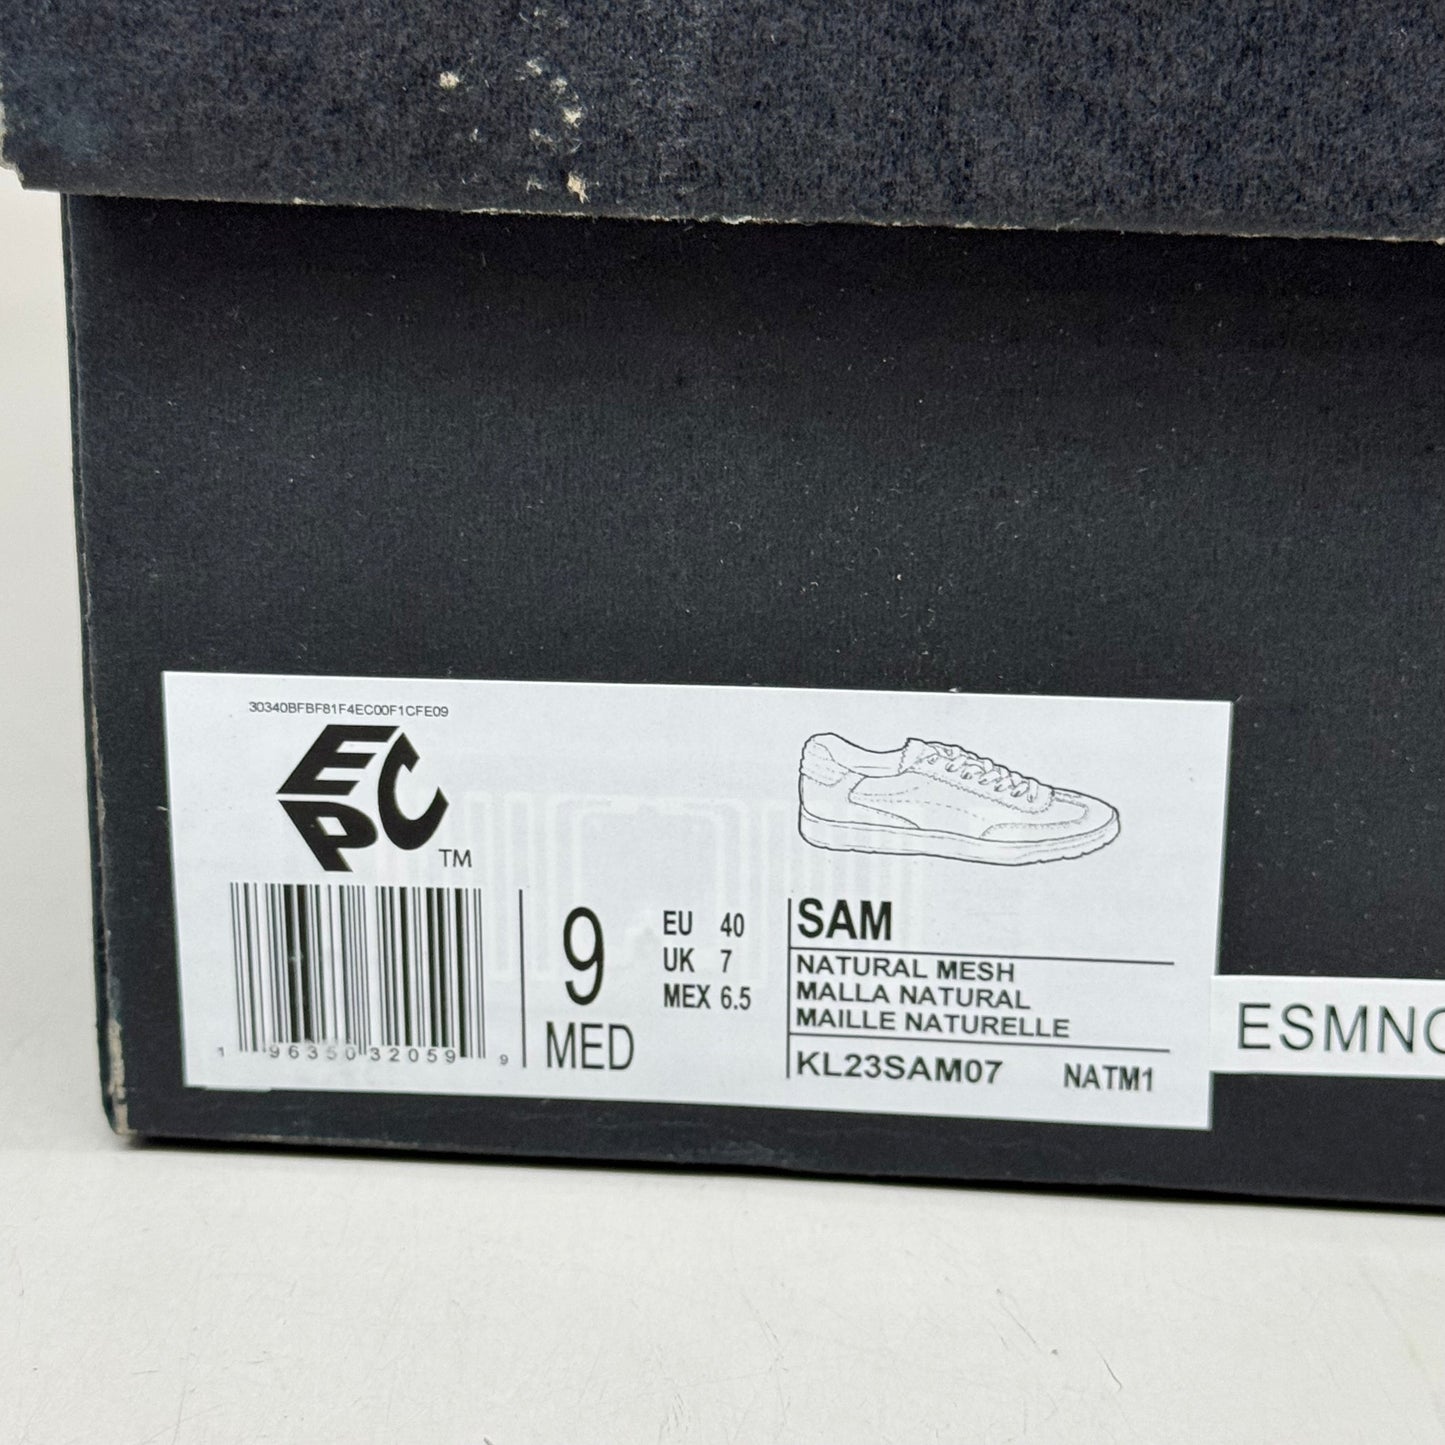 30340BFBF81F4EC00F1CFE09
EPC
TM
1 96350 32059 9
9
MED
EU 40
UK 7
MEX 6.5
SAM
NATURAL MESH
MALLA NATURAL
MAILLE NATURELLE
KL23SAM07 NATM1
ESMNC